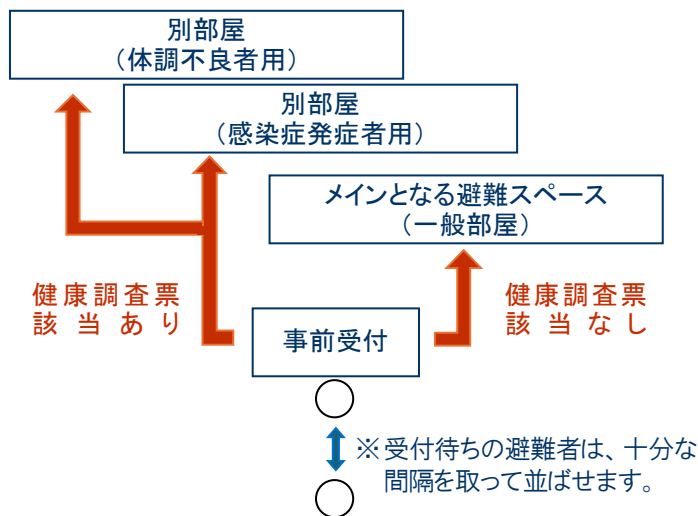 別部屋
（体調不良者用）
別部屋
（感染症発症者用）
メインとなる避難スペース
（一般部屋）
健康調査票
該当あり
健康調査票
該当なし
事前受付
※受付待ちの避難者は、十分な
間隔を取って並ばせます。